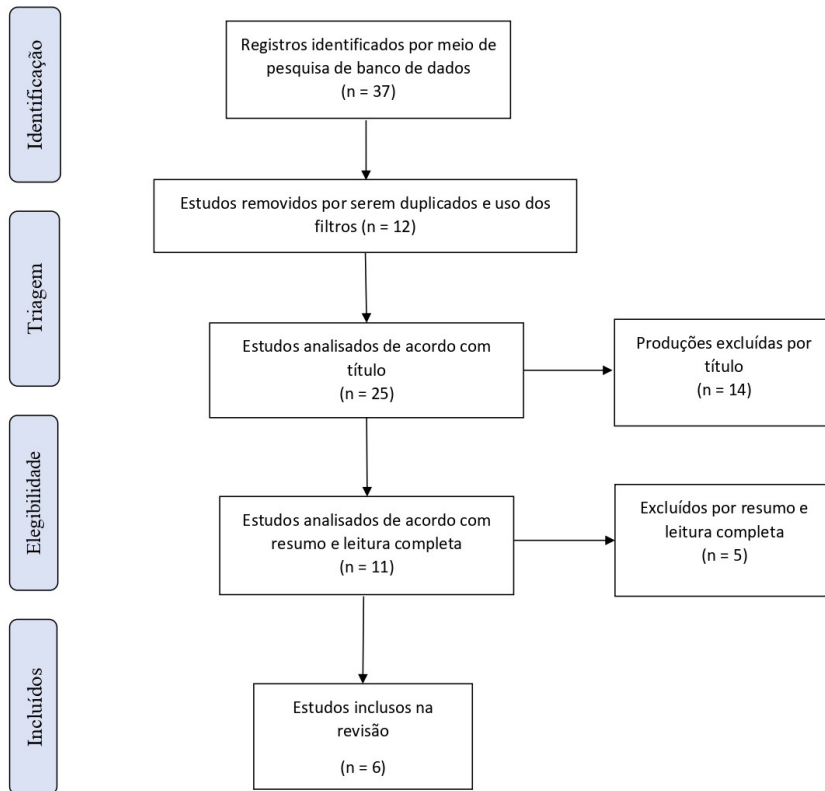 Identificação
Registros identificados por meio de
pesquisa de banco de dados
(n = 37)
Estudos removidos por serem duplicados e uso dos
filtros (n = 12)
Triagem
Estudos analisados de acordo com
título
(n = 25)
Produções excluídas por
título
(n = 14)
Elegibilidade
Estudos analisados de acordo com
resumo e leitura completa
(n = 11)
Excluídos por resumo e
leitura completa
(n = 5)
Incluídos
Estudos inclusos na
revisão
(n = 6)